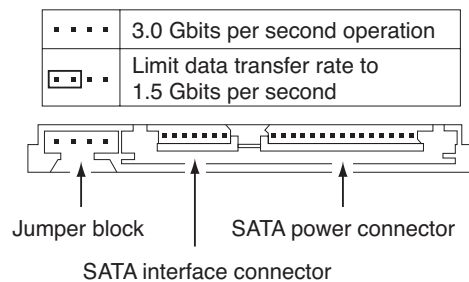 3.0 Gbits per second operation
Limit data transfer rate to
1.5 Gbits per second
Jumper block
SATA power connector
SATA interface connector